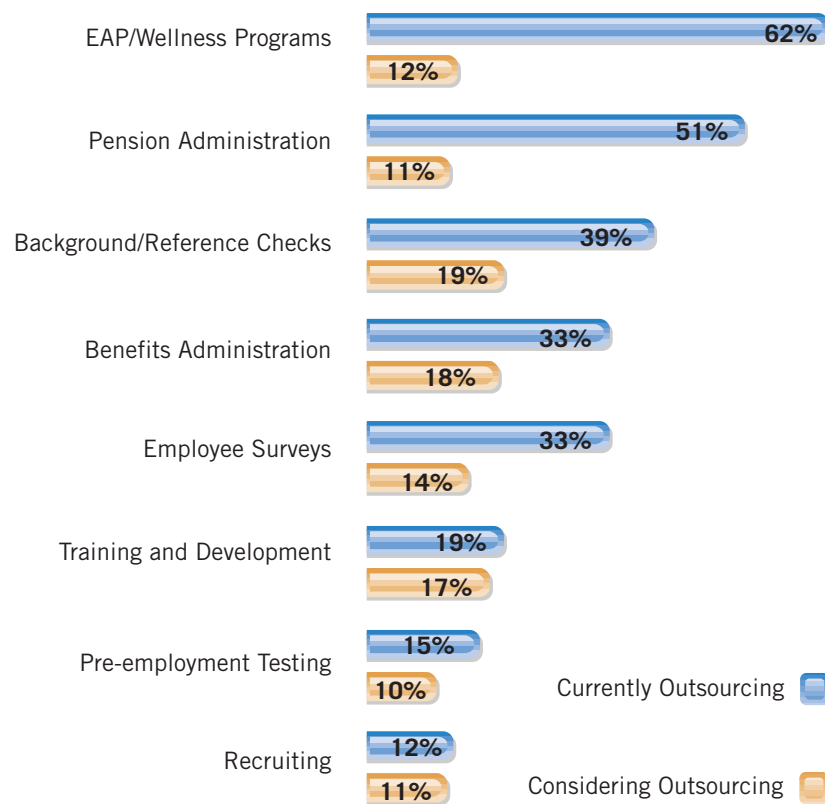 EAP/Wellness Programs
62%
12%
Pension Administration
51%
11%
Background/Reference Checks
39%
19%
Benefits Administration
33%
18%
Employee Surveys
33%
14%
Training and Development
19%
17%
Pre-employment Testing
15%
10%
Currently Outsourcing
Recruiting
12%
11%
Considering Outsourcing